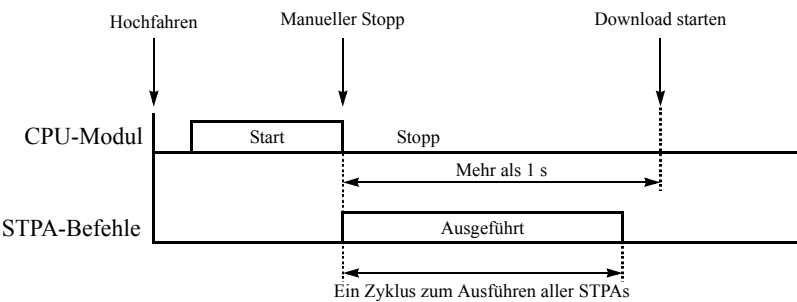 Hochfahren
Manueller Stopp
Download starten
CPU-Modul
Start
Stopp
Mehr als 1 s
STPA-Befehle
Ausgeführt
Ein Zyklus zum Ausführen aller STPAs